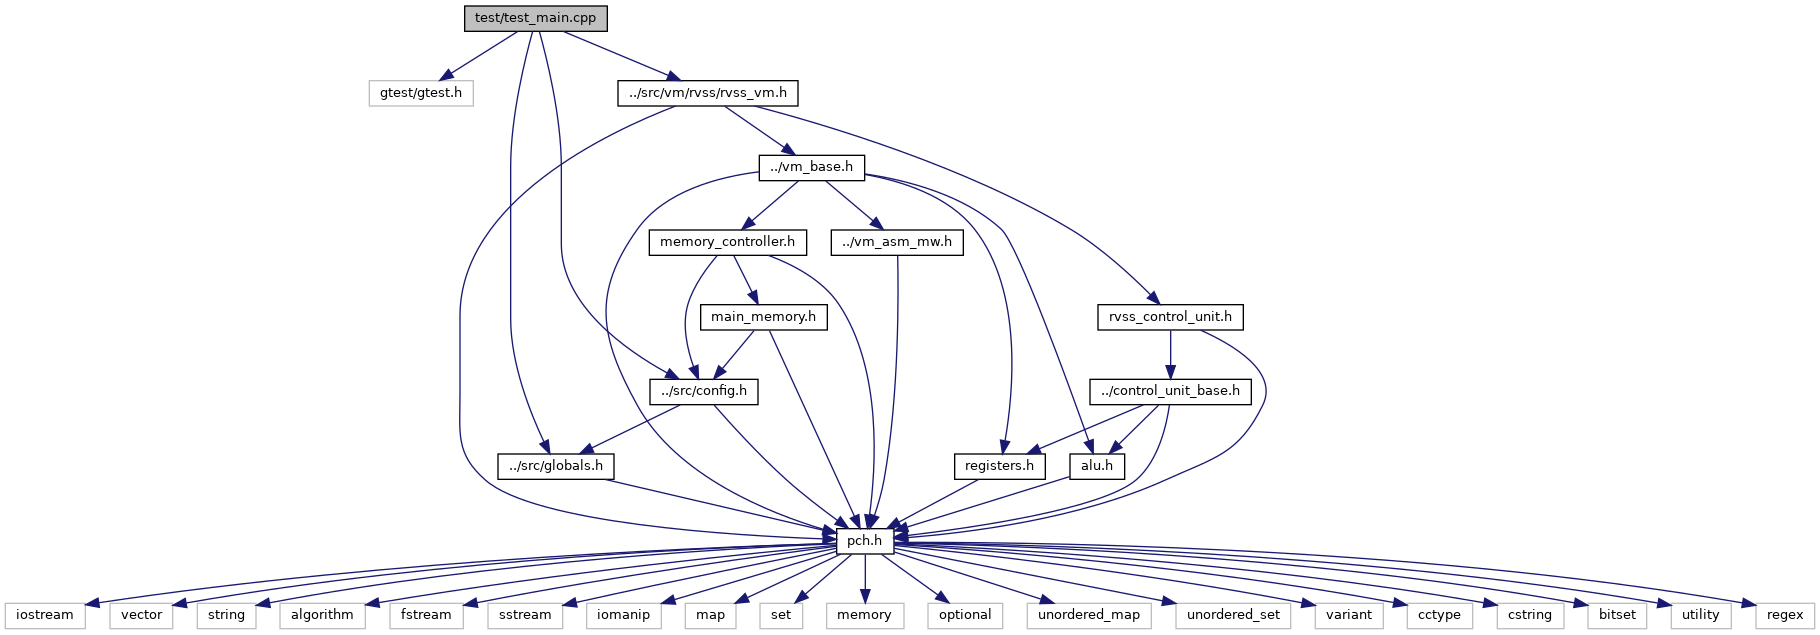 test/test_main.cpp
gtest/gtest.h
../src/vm/rvss/rvss_vm.h
../vm_base.h
memory_controller.h
../vm_asm_mw.h
main_memory.h
rvss_control_unit.h
../src/config.h
../control_unit_base.h
../src/globals.h
registers.h
alu.h
pch.h
iostream
vector
string
algorithm
fstream
sstream
iomanip
map
set
memory
optional
unordered_map
unordered_set
variant
cctype
cstring
bitset
utility
regex